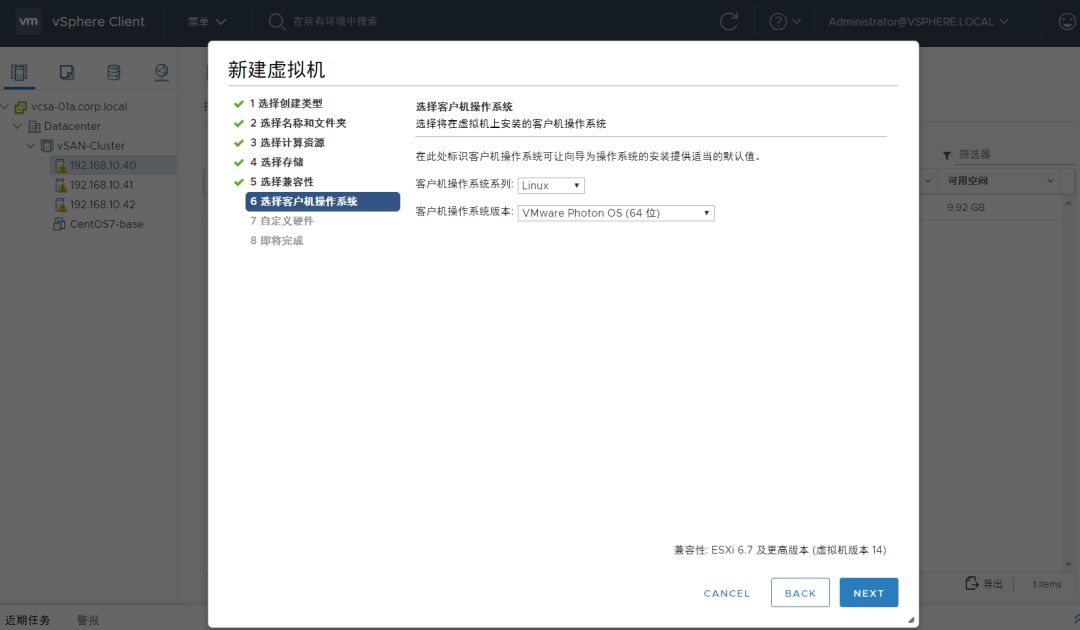 vm vSphere Client 菜单 在所有环境中搜索 Administrator@VSPHERE.LOCAL
vcsa-01a.corp.local
Datacenter
vSAN-Cluster
192.168.10.40
192.168.10.41
192.168.10.42
CentOS7-base
新建虚拟机
1 选择创建类型
2 选择名称和文件夹
3 选择计算资源
4 选择存储
5 选择兼容性
6 选择客户机操作系统
7 自定义硬件
8 即将完成
选择客户机操作系统
选择将在虚拟机上安装的客户机操作系统
在此处标识客户机操作系统可让向导为操作系统的安装提供适当的默认值。
客户机操作系统系列: Linux
客户机操作系统版本: VMware Photon OS (64 位)
兼容性: ESXi 6.7 及更高版本 (虚拟机版本 14)
CANCEL BACK NEXT
筛选器
可用空间
9.92 GB
导出 1 items
近期任务 警报